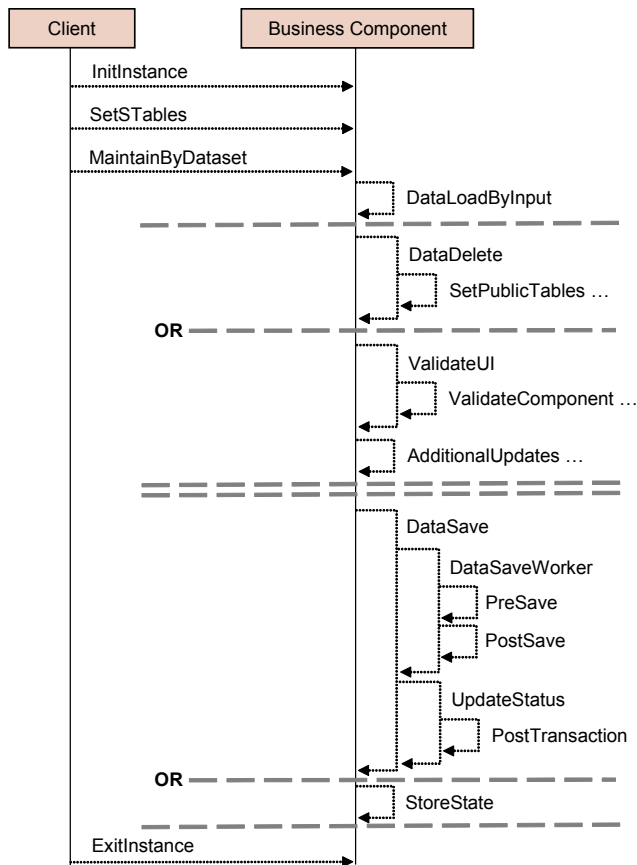 Client
Business Component
InitInstance
SetSTables
MaintainByDataset
DataLoadByInput
DataDelete
SetPublicTables …
OR
ValidateUI
ValidateComponent …
AdditionalUpdates …
DataSave
DataSaveWorker
PreSave
PostSave
UpdateStatus
PostTransaction
OR
StoreState
ExitInstance